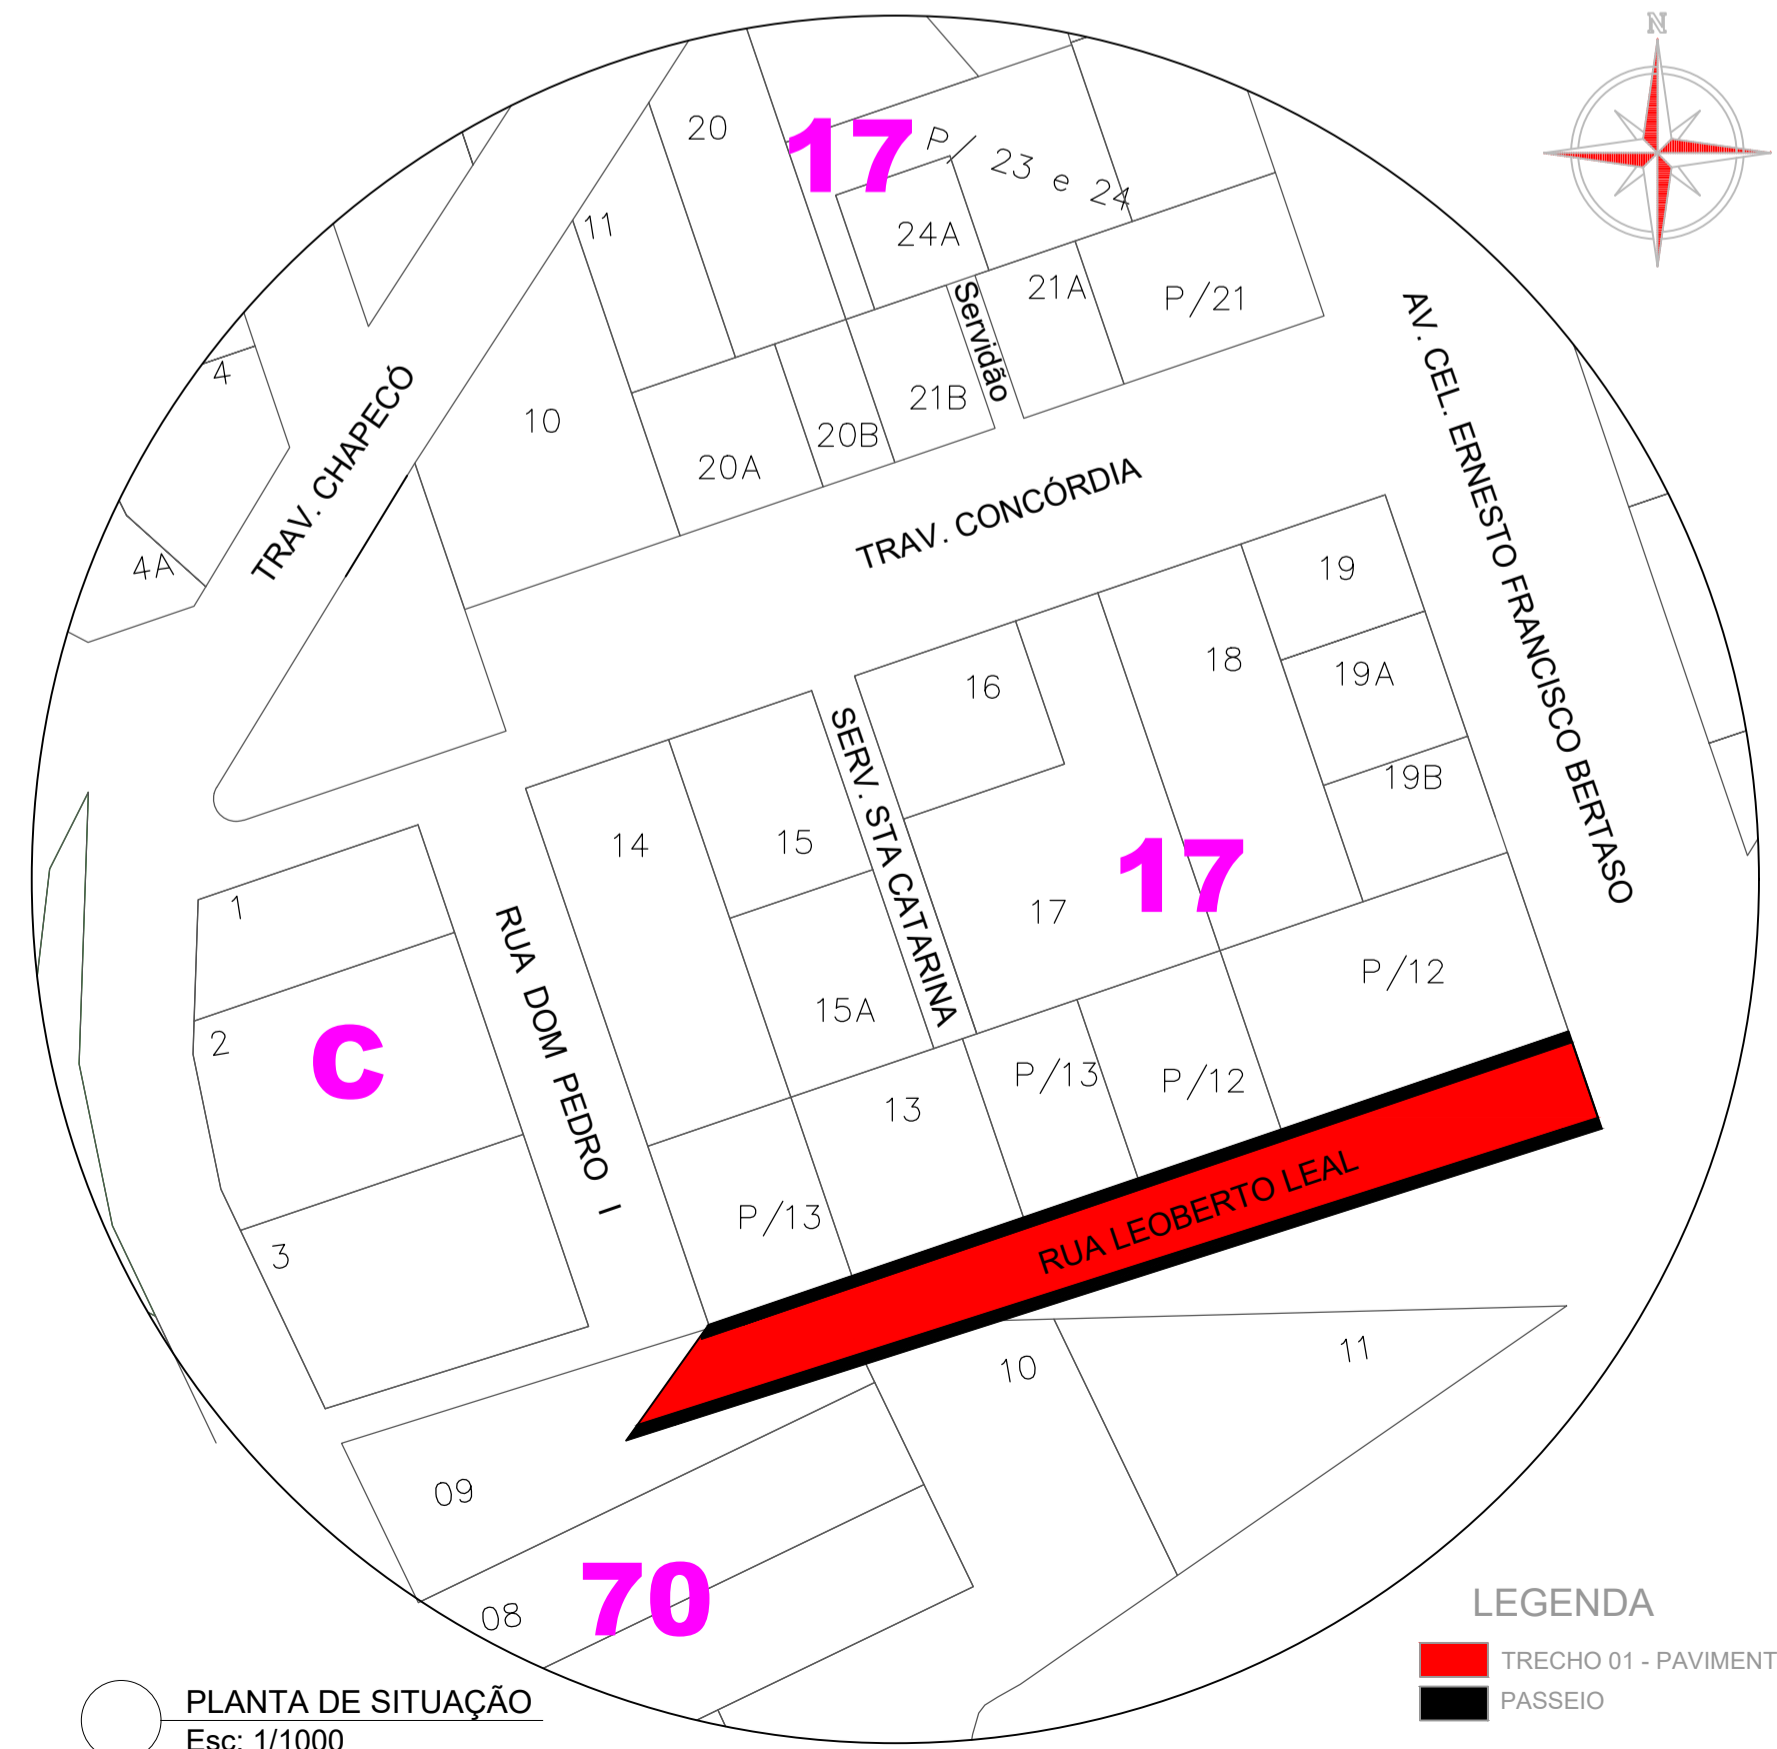 N
20
17
P/ 23 e 24
11
24A
21A
P/21
Servidão
4
10
21B
20B
20A
TRAV. CHAPECÓ
AV. CEL. ERNESTO FRANCISCO BERTASO
TRAV. CONCÓRDIA
4A
19
18
19A
16
19B
SERV. STA CATARINA
14
15
17
17
1
RUA DOM PEDRO I
P/12
15A
2
C
P/13
P/12
13
P/13
3
RUA LEOBERTO LEAL
10
11
09
08
70
LEGENDA
TRECHO 01 - PAVIMENT
PASSEIO
PLANTA DE SITUAÇÃO
Esc: 1/1000